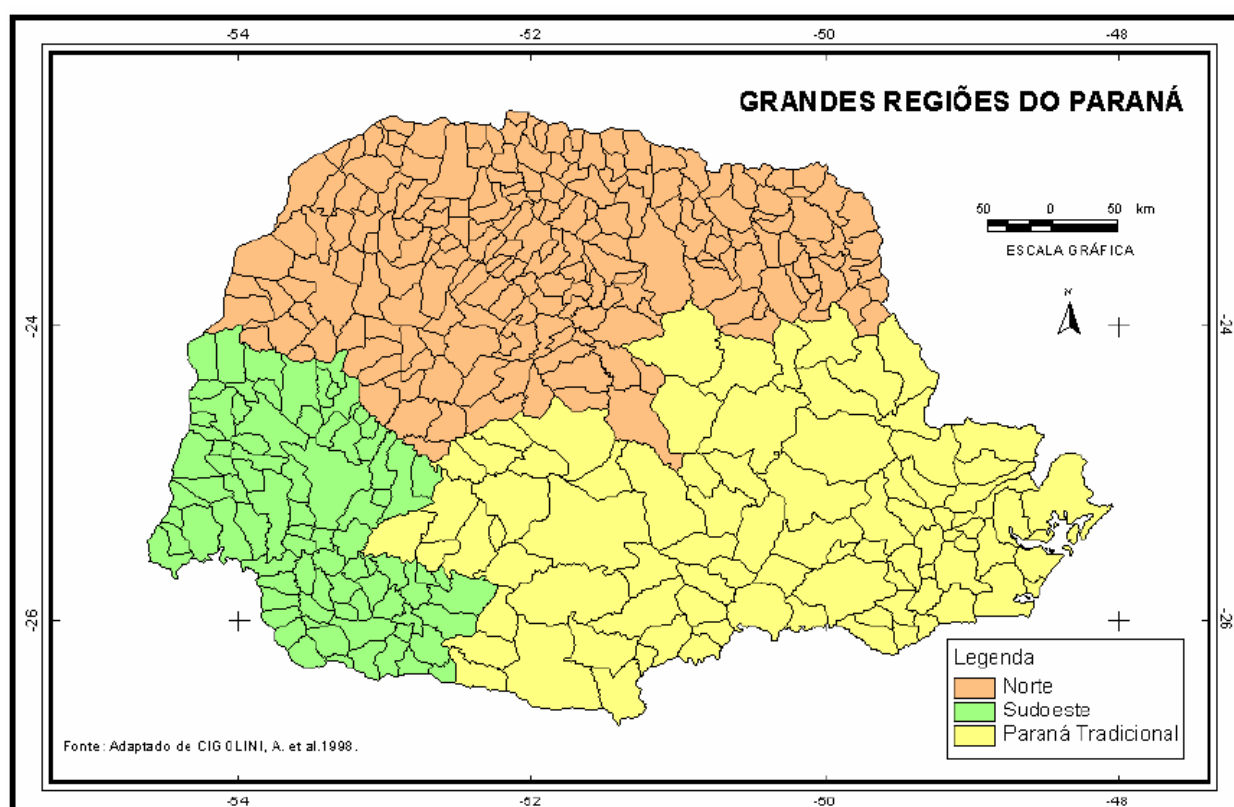 -54 -52 -50 -48
GRANDES REGIÕES DO PARANÁ
50 0 50 km
ESCALA GRÁFICA
N
-24 -24
-26 -26
Legenda
Norte
Sudoeste
Paraná Tradicional
Fonte: Adaptado de CIGOLINI, A. et al.1998.
-54 -52 -50 -48